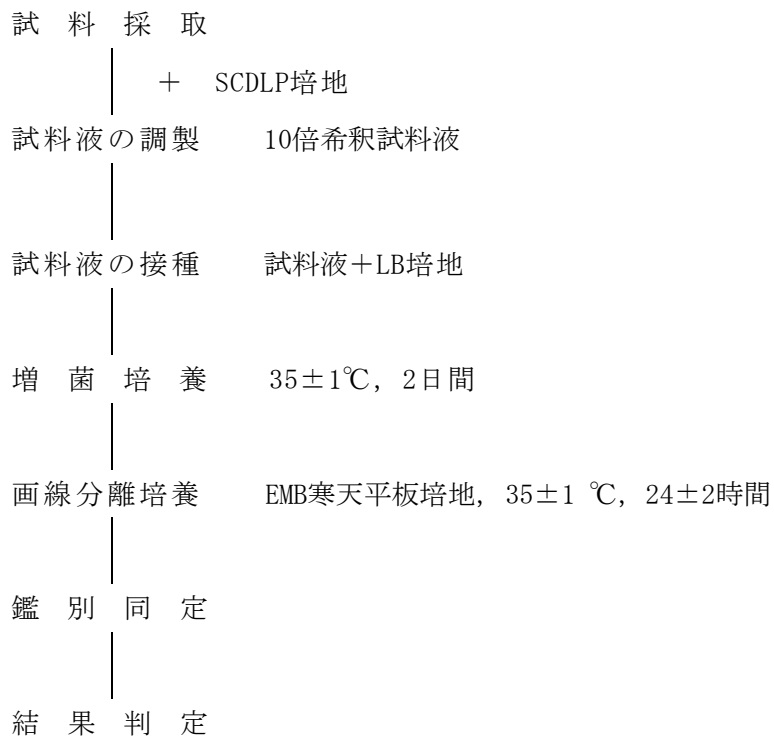 試料採取
＋ SCDLP培地
試料液の調製 10倍希釈試料液
試料液の接種 試料液＋LB培地
増菌培養 35±1℃, 2日間
画線分離培養 EMB寒天平板培地, 35±1 ℃, 24±2時間
鑑別同定
結果判定